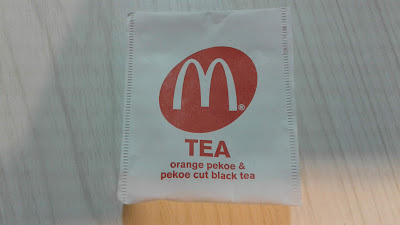 M®
TEA
orange pekoe &
pekoe cut black tea